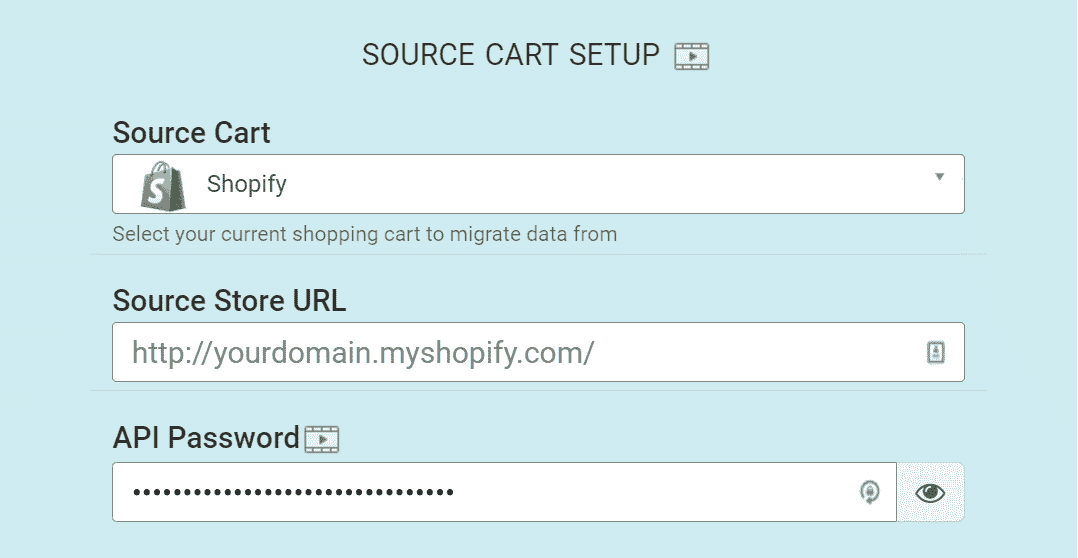 SOURCE CART SETUP
Source Cart
Shopify
Select your current shopping cart to migrate data from
Source Store URL
http://yourdomain.myshopify.com/
API Password
••••••••••••••••••••••••••••••••